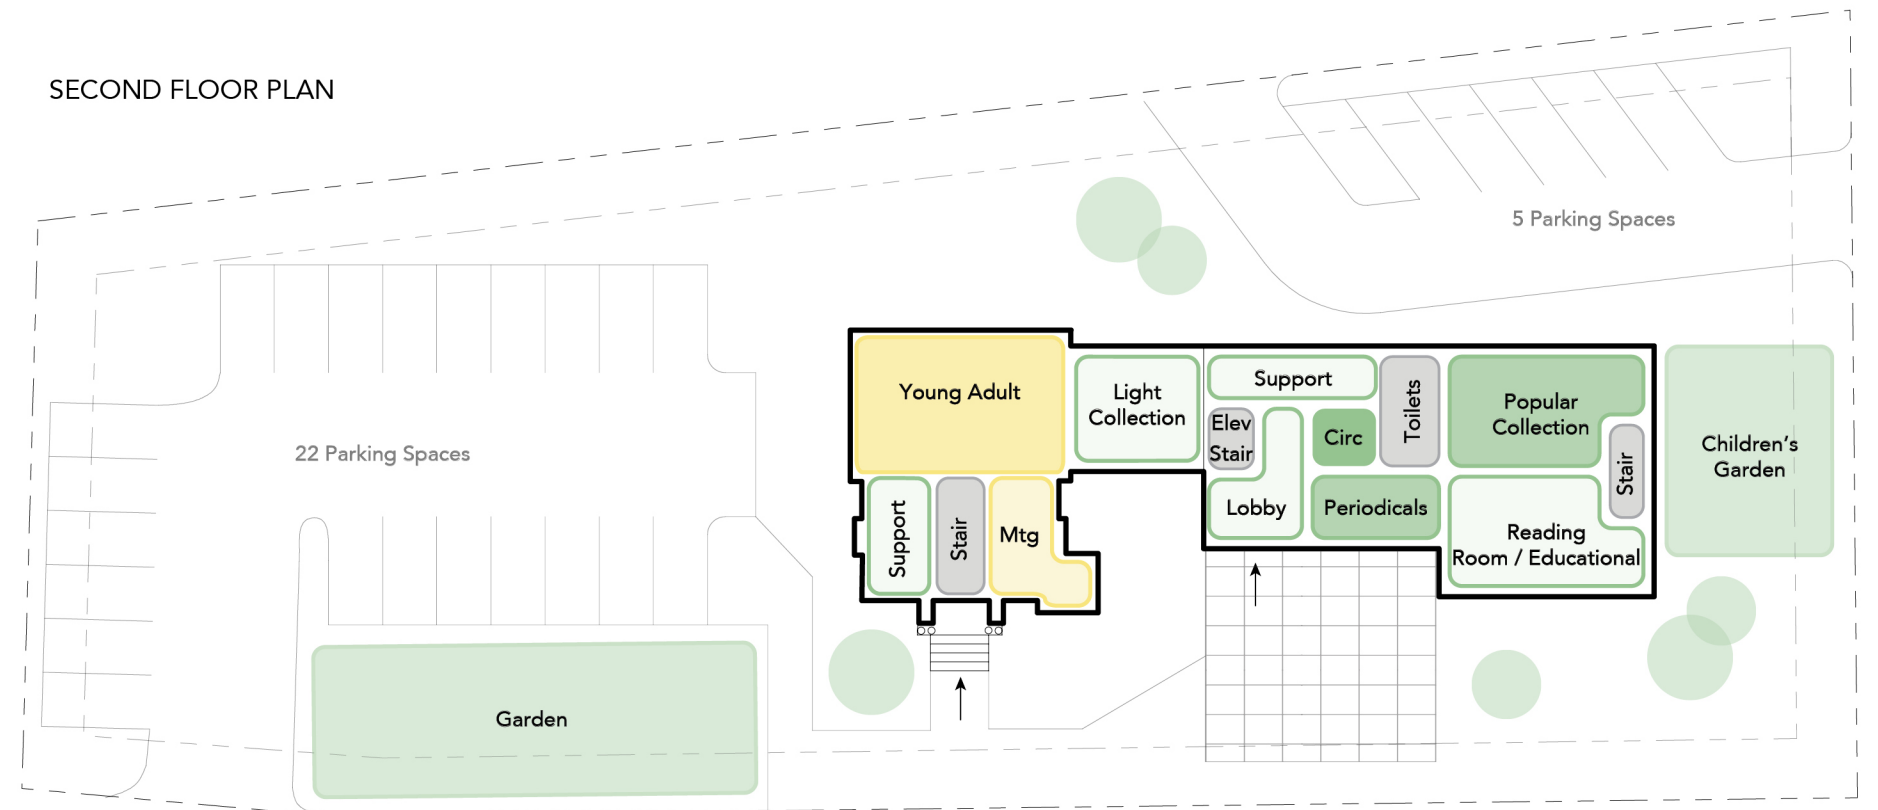 SECOND FLOOR PLAN
5 Parking Spaces
22 Parking Spaces
Young Adult
Light
Collection
Support
Elev
Stair
Circ
Toilets
Popular
Collection
Stair
Children's
Garden
Support
Stair
Mtg
Lobby
Periodicals
Reading
Room / Educational
Garden